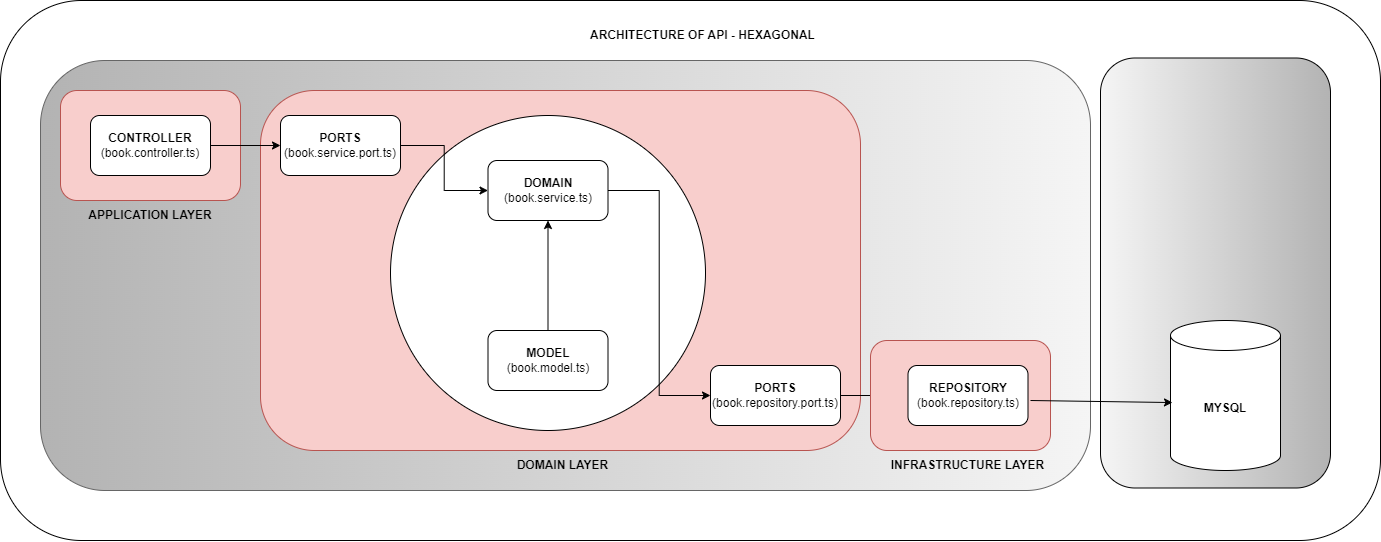 ARCHITECTURE OF API - HEXAGONAL
CONTROLLER
(book.controller.ts)
APPLICATION LAYER
PORTS
(book.service.port.ts)
DOMAIN
(book.service.ts)
MODEL
(book.model.ts)
PORTS
(book.repository.port.ts)
DOMAIN LAYER
REPOSITORY
(book.repository.ts)
INFRASTRUCTURE LAYER
MYSQL